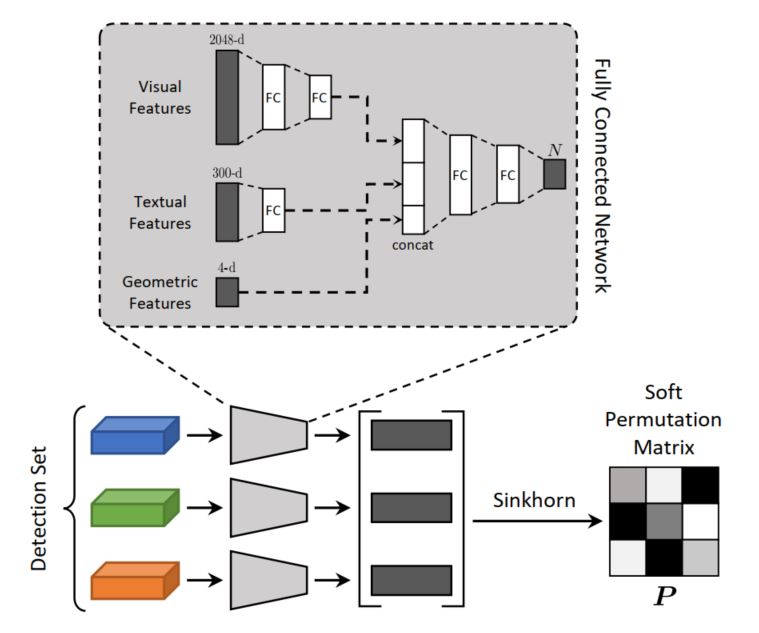 2048-d
Visual
Features
FC
FC
300-d
Textual
Features
FC
4-d
Geometric
Features
concat
FC
FC
N
Fully Connected Network
Detection Set
Sinkhorn
Soft
Permutation
Matrix
P